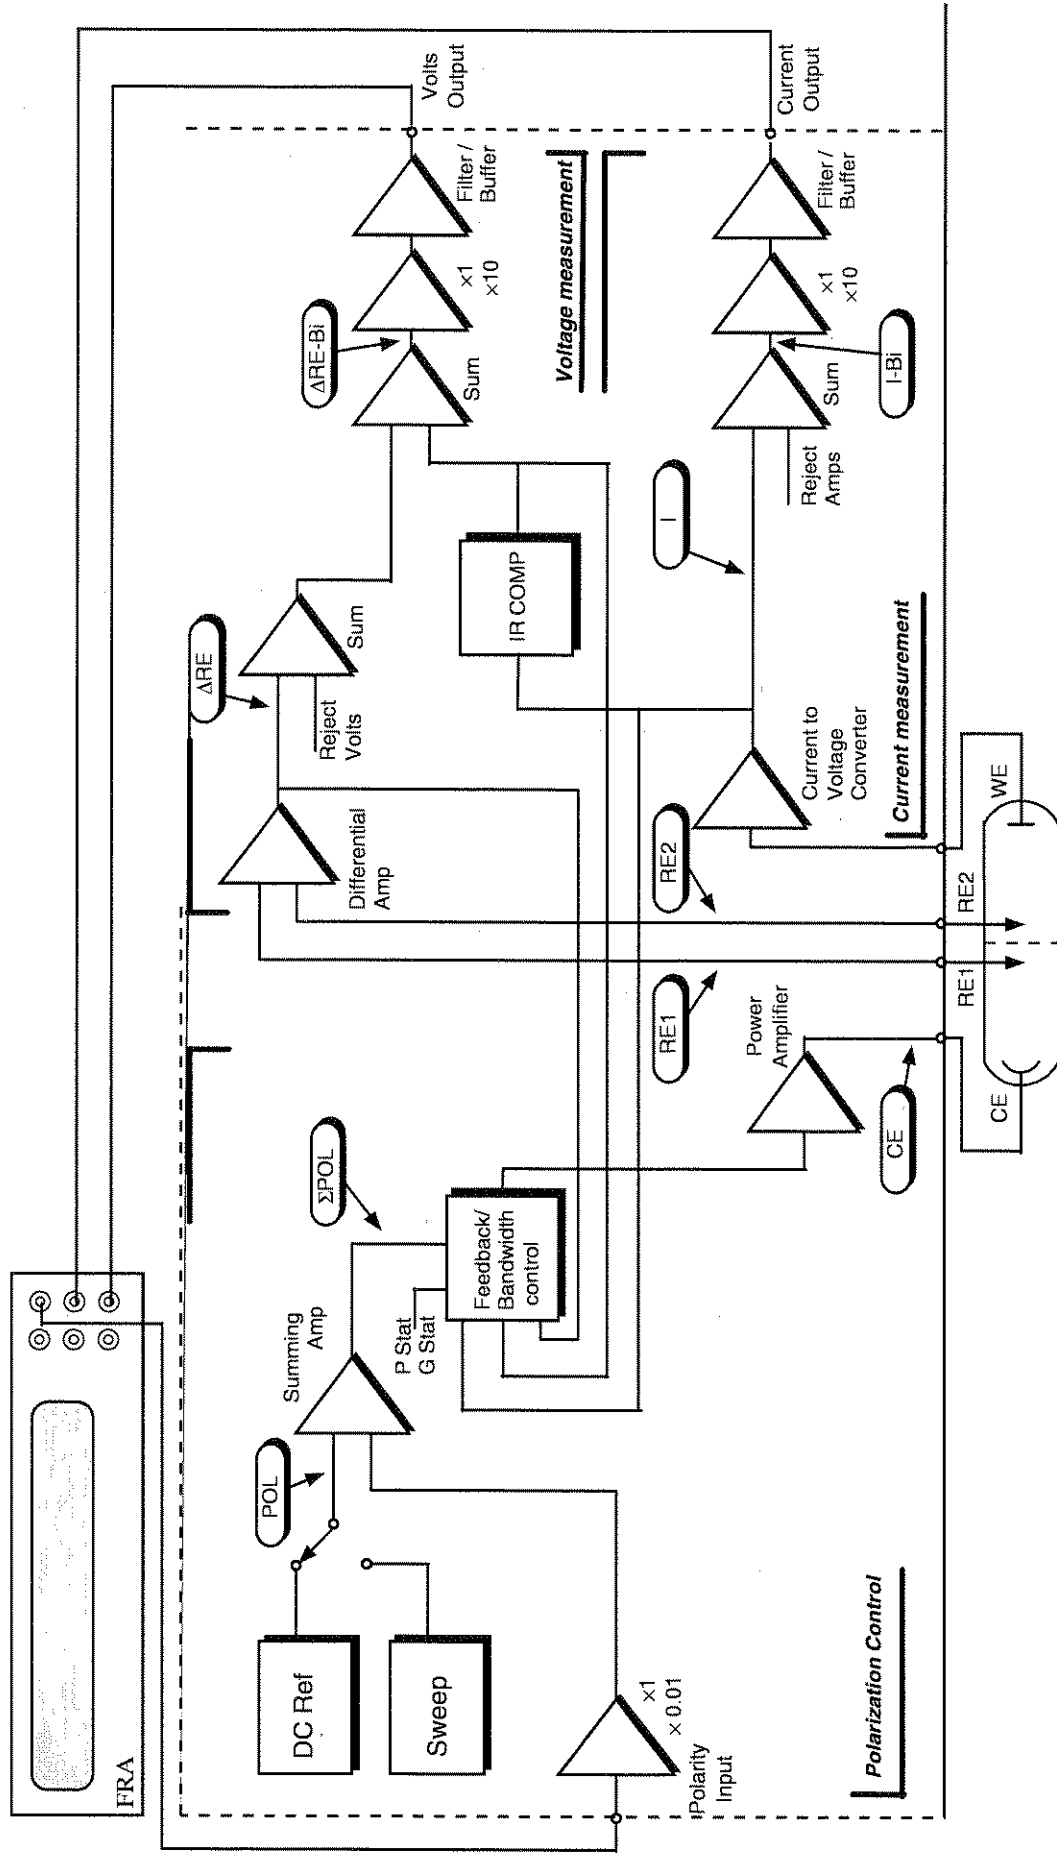 FRA
DC Ref
Sweep
POL
Summing
Amp
ΣPOL
P Stat
G Stat
Feedback/
Bandwidth
control
×1
× 0.01
Polarity
Input
Polarization Control
Power
Amplifier
CE
CE
RE1
RE1
RE2
RE2
WE
Differential
Amp
ΔRE
Reject
Volts
Sum
IR COMP
Current to
Voltage
Converter
Current measurement
I
Reject
Amps
Sum
I-Bi
×1
×10
Filter /
Buffer
Current
Output
Voltage measurement
ΔRE-Bi
Sum
×1
×10
Filter /
Buffer
Volts
Output